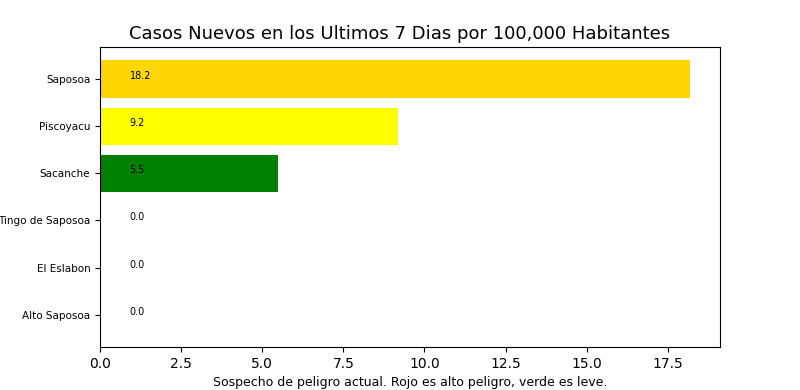 Casos Nuevos en los Ultimos 7 Dias por 100,000 Habitantes
Saposoa
18.2
Piscoyacu
9.2
Sacanche
5.5
Tingo de Saposoa
0.0
El Eslabon
0.0
Alto Saposoa
0.0
0.0 2.5 5.0 7.5 10.0 12.5 15.0 17.5
Sospecho de peligro actual. Rojo es alto peligro, verde es leve.